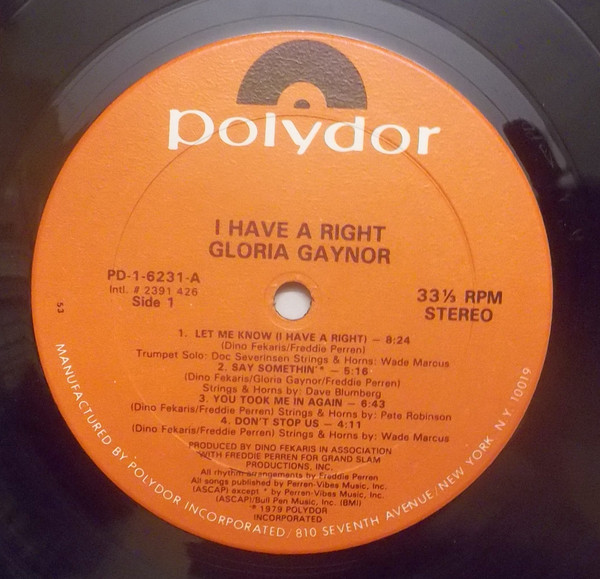 polydor
I HAVE A RIGHT
GLORIA GAYNOR
PD-1-6231-A
Intl. # 2391 426
Side 1
33⅓ RPM
STEREO
53
1. LET ME KNOW (I HAVE A RIGHT) — 8:24
(Dino Fekaris/Freddie Perren)
Trumpet Solo: Doc Severinsen Strings & Horns: Wade Marcus
2. SAY SOMETHIN'* — 5:16
(Dino Fekaris/Gloria Gaynor/Freddie Perren)
Strings & Horns by: Dave Blumberg
3. YOU TOOK ME IN AGAIN — 6:43
(Dino Fekaris/Freddie Perren) Strings & Horns by: Pete Robinson
4. DON'T STOP US — 4:11
(Dino Fekaris/Freddie Perren) Strings & Horns by: Wade Marcus
PRODUCED BY DINO FEKARIS IN ASSOCIATION
WITH FREDDIE PERREN FOR GRAND SLAM
PRODUCTIONS, INC.
All rhythm arrangements by Freddie Perren
All songs published by Perren-Vibes Music, Inc.
(ASCAP) except * by Perren-Vibes Music, Inc.
(ASCAP)/Bull Pen Music, Inc. (BMI)
℗ 1979 POLYDOR
INCORPORATED
MANUFACTURED BY POLYDOR INCORPORATED/810 SEVENTH AVENUE/NEW YORK N.Y. 10019